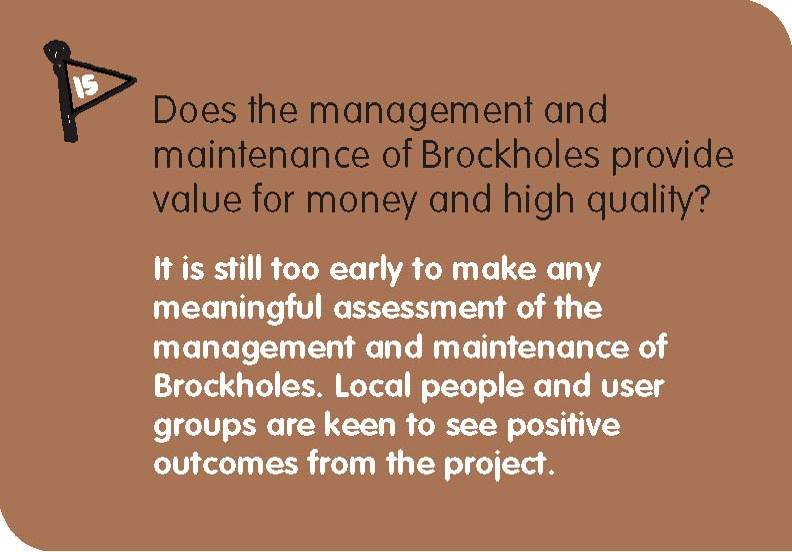 15
Does the management and
maintenance of Brockholes provide
value for money and high quality?
It is still too early to make any
meaningful assessment of the
management and maintenance of
Brockholes. Local people and user
groups are keen to see positive
outcomes from the project.